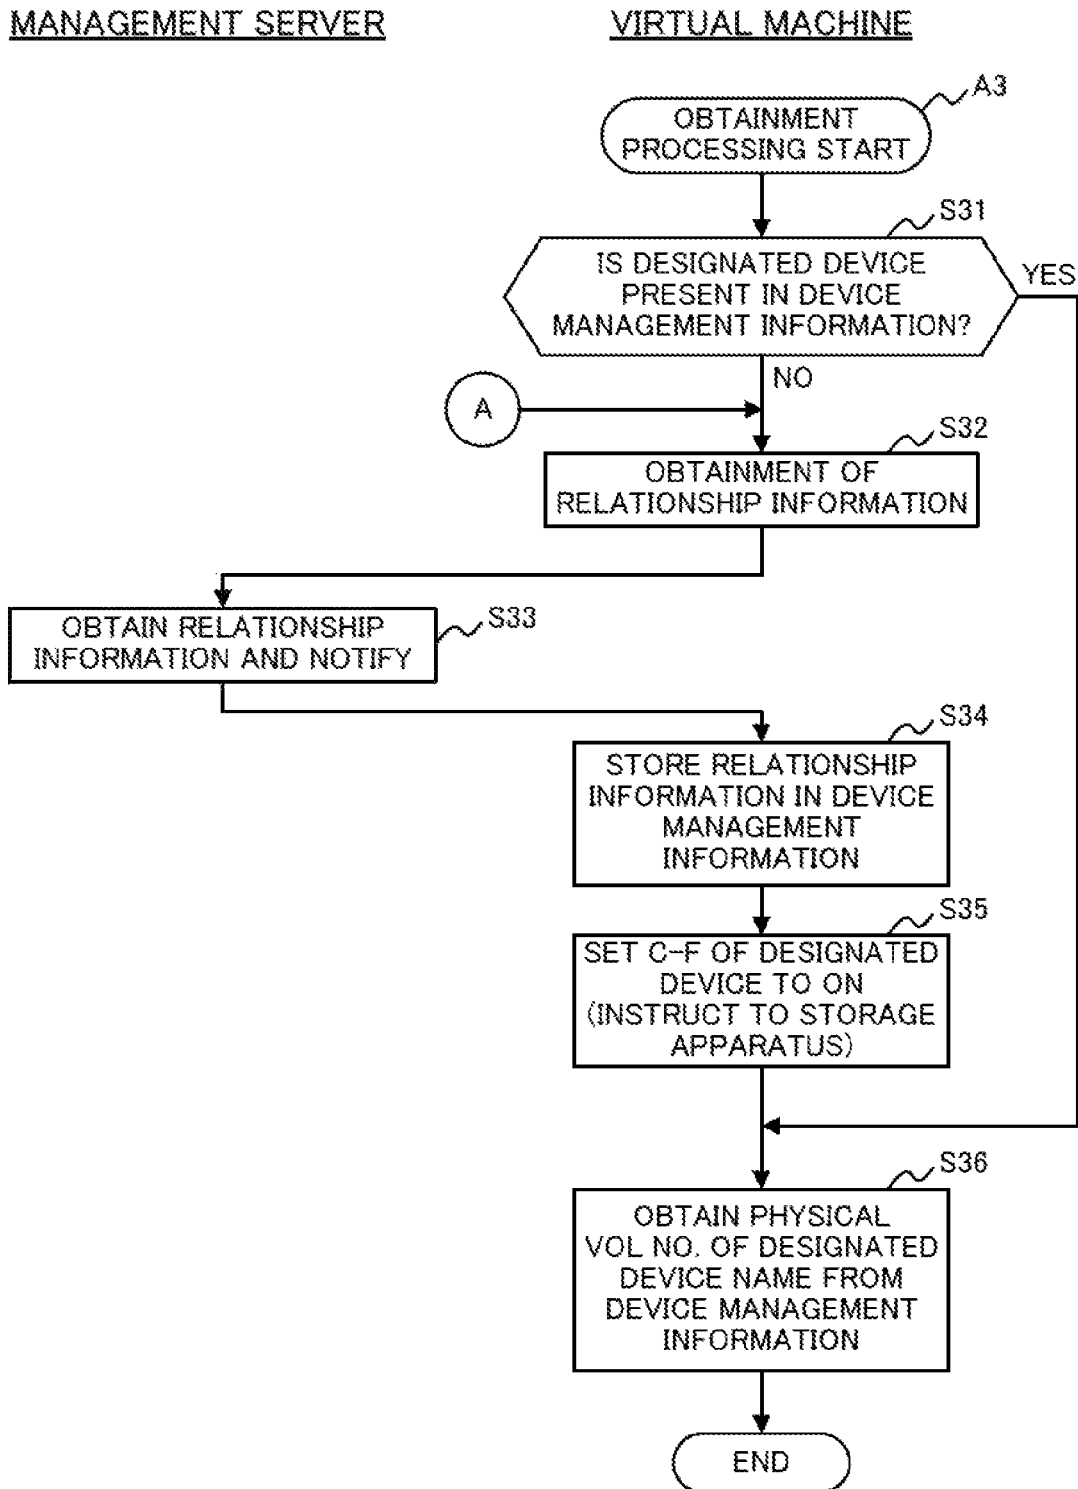 MANAGEMENT SERVER
VIRTUAL MACHINE
A3
OBTAINMENT
PROCESSING START
S31
IS DESIGNATED DEVICE
PRESENT IN DEVICE
MANAGEMENT INFORMATION?
YES
NO
A
S32
OBTAINMENT OF
RELATIONSHIP INFORMATION
S33
OBTAIN RELATIONSHIP
INFORMATION AND NOTIFY
S34
STORE RELATIONSHIP
INFORMATION IN DEVICE
MANAGEMENT
INFORMATION
S35
SET C-F OF DESIGNATED
DEVICE TO ON
(INSTRUCT TO STORAGE
APPARATUS)
S36
OBTAIN PHYSICAL
VOL NO. OF DESIGNATED
DEVICE NAME FROM
DEVICE MANAGEMENT
INFORMATION
END